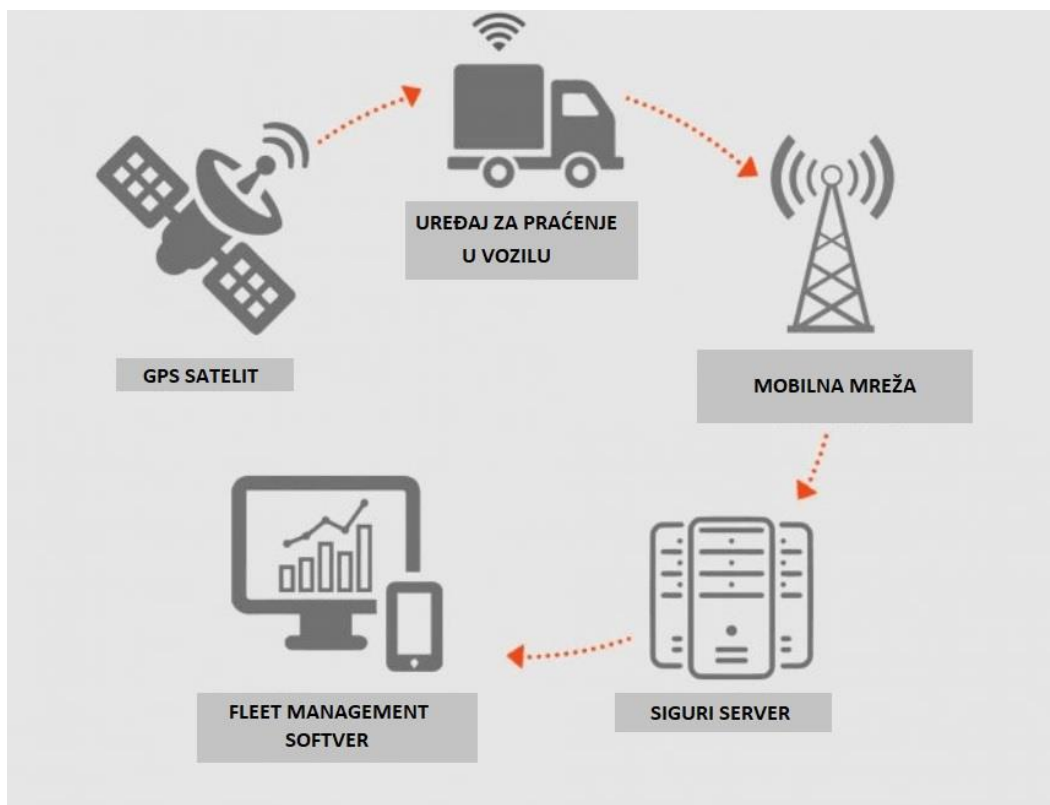 UREĐAJ ZA PRAĆENJE
U VOZILU
GPS SATELIT
MOBILNA MREŽA
FLEET MANAGEMENT
SOFTVER
SIGURI SERVER